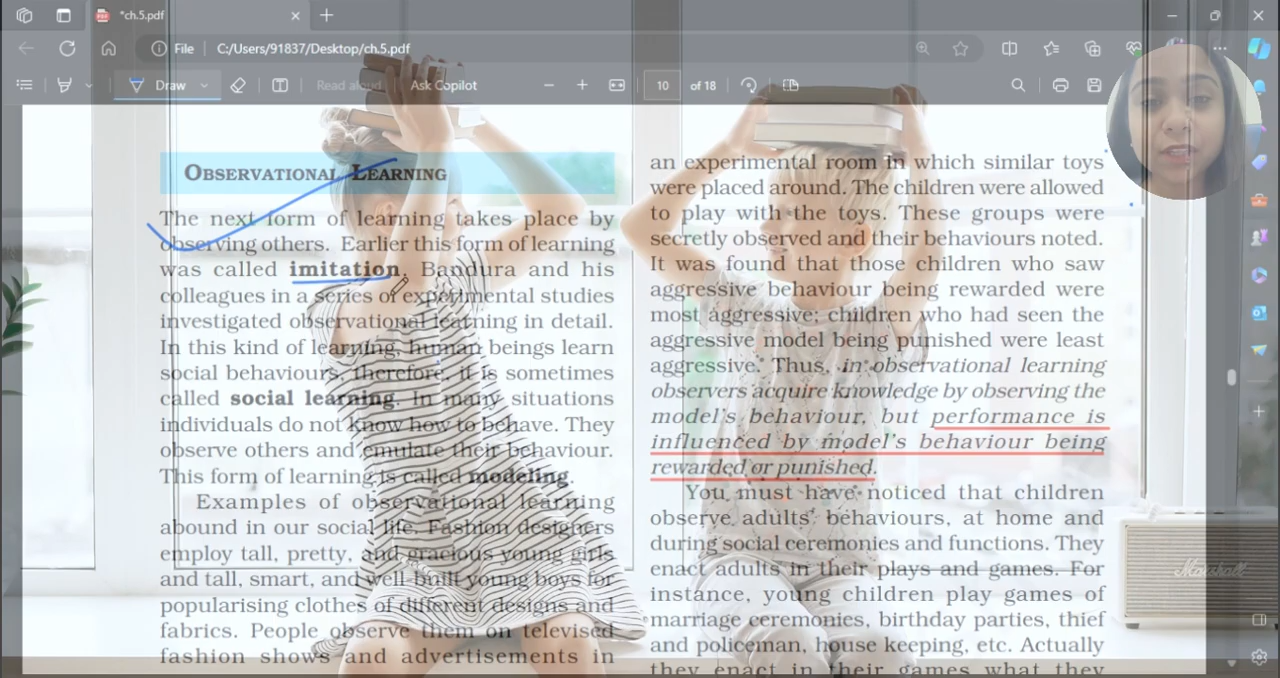 *ch.5.pdf
File C:/Users/91837/Desktop/ch.5.pdf
Draw Read aloud Ask Copilot 10 of 18
OBSERVATIONAL LEARNING
The next form of learning takes place by
observing others. Earlier this form of learning
was called imitation. Bandura and his
colleagues in a series of experimental studies
investigated observational learning in detail.
In this kind of learning, human beings learn
social behaviours, therefore, it is sometimes
called social learning. In many situations
individuals do not know how to behave. They
observe others and emulate their behaviour.
This form of learning is called modeling.
Examples of observational learning
abound in our social life. Fashion designers
employ tall, pretty, and gracious young girls
and tall, smart, and well-built young boys for
popularising clothes of different designs and
fabrics. People observe them on televised
fashion shows and advertisements in
an experimental room in which similar toys
were placed around. The children were allowed
to play with the toys. These groups were
secretly observed and their behaviours noted.
It was found that those children who saw
aggressive behaviour being rewarded were
most aggressive; children who had seen the
aggressive model being punished were least
aggressive. Thus, in observational learning
observers acquire knowledge by observing the
model's behaviour, but performance is
influenced by model's behaviour being
rewarded or punished.
You must have noticed that children
observe adults' behaviours, at home and
during social ceremonies and functions. They
enact adults in their plays and games. For
instance, young children play games of
marriage ceremonies, birthday parties, thief
and policeman, house keeping, etc. Actually
they enact in their games what they
Marshall